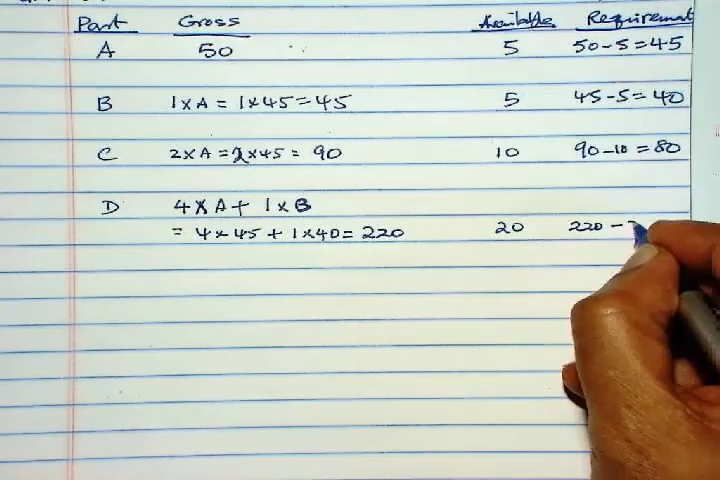 Part Gross Available Requirement
A 50 5 50-5=45
B 1xA = 1x45=45 5 45-5=40
C 2xA=2x45= 90 10 90-10 =80
D 4xA+ 1xB
= 4x45 + 1x40= 220 20 220 -